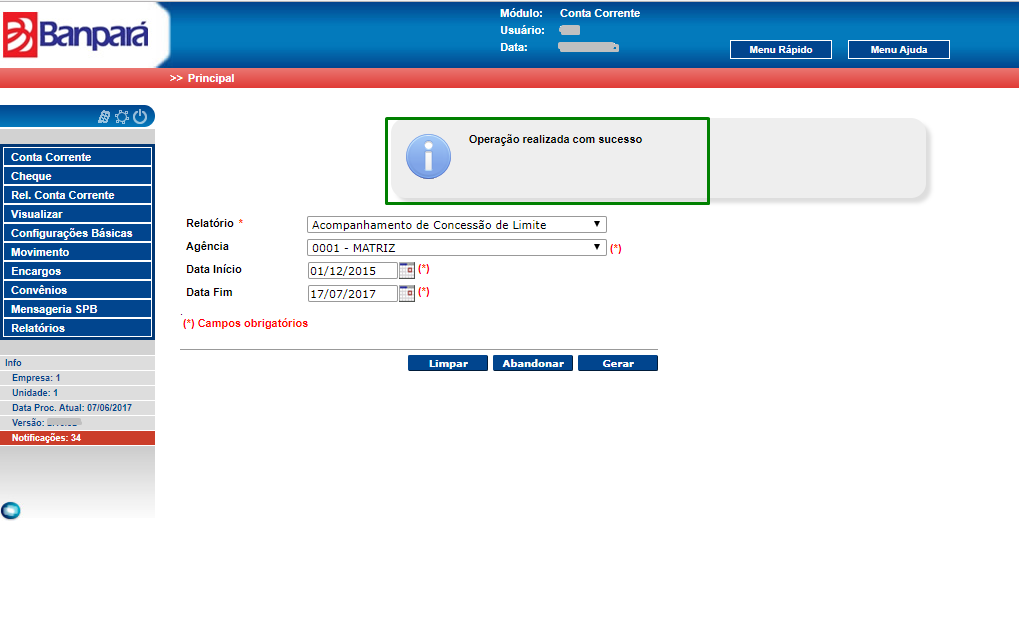 Banpará
Módulo: Conta Corrente
Usuário:
Data:
Menu Rápido
Menu Ajuda
>> Principal
Conta Corrente
Cheque
Rel. Conta Corrente
Visualizar
Configurações Básicas
Movimento
Encargos
Convênios
Mensageria SPB
Relatórios
Info
Empresa: 1
Unidade: 1
Data Proc. Atual: 07/06/2017
Versão:
Notificações: 34
Operação realizada com sucesso
Relatório * Acompanhamento de Concessão de Limite
Agência 0001 - MATRIZ (*)
Data Início 01/12/2015 (*)
Data Fim 17/07/2017 (*)
(*) Campos obrigatórios
Limpar Abandonar Gerar